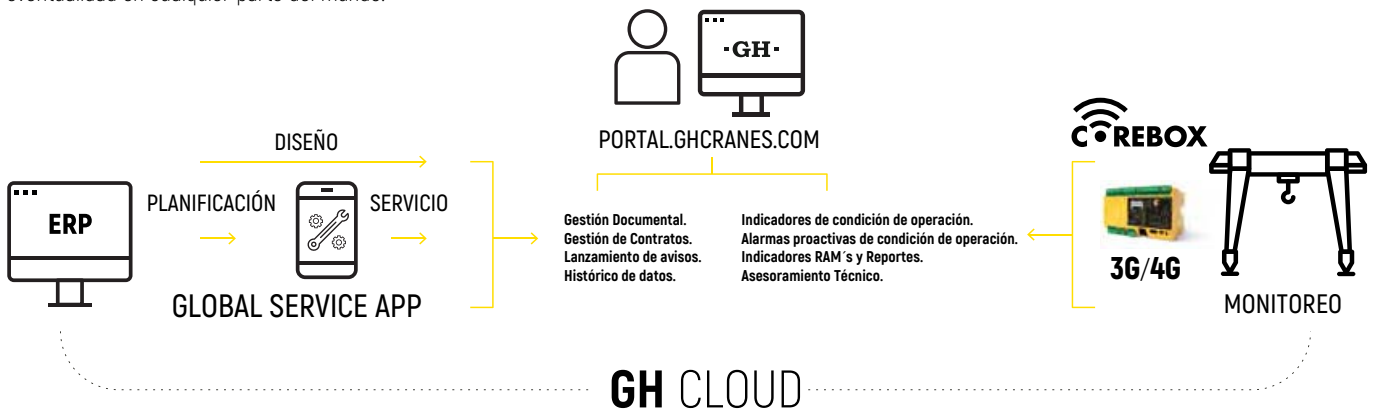 ·GH·
PORTAL.GHCRANES.COM
DISEÑO
ERP
PLANIFICACIÓN
SERVICIO
GLOBAL SERVICE APP
Gestión Documental.
Gestión de Contratos.
Lanzamiento de avisos.
Histórico de datos.
Indicadores de condición de operación.
Alarmas proactivas de condición de operación.
Indicadores RAM´s y Reportes.
Asesoramiento Técnico.
COREBOX
3G/4G
MONITOREO
GH CLOUD